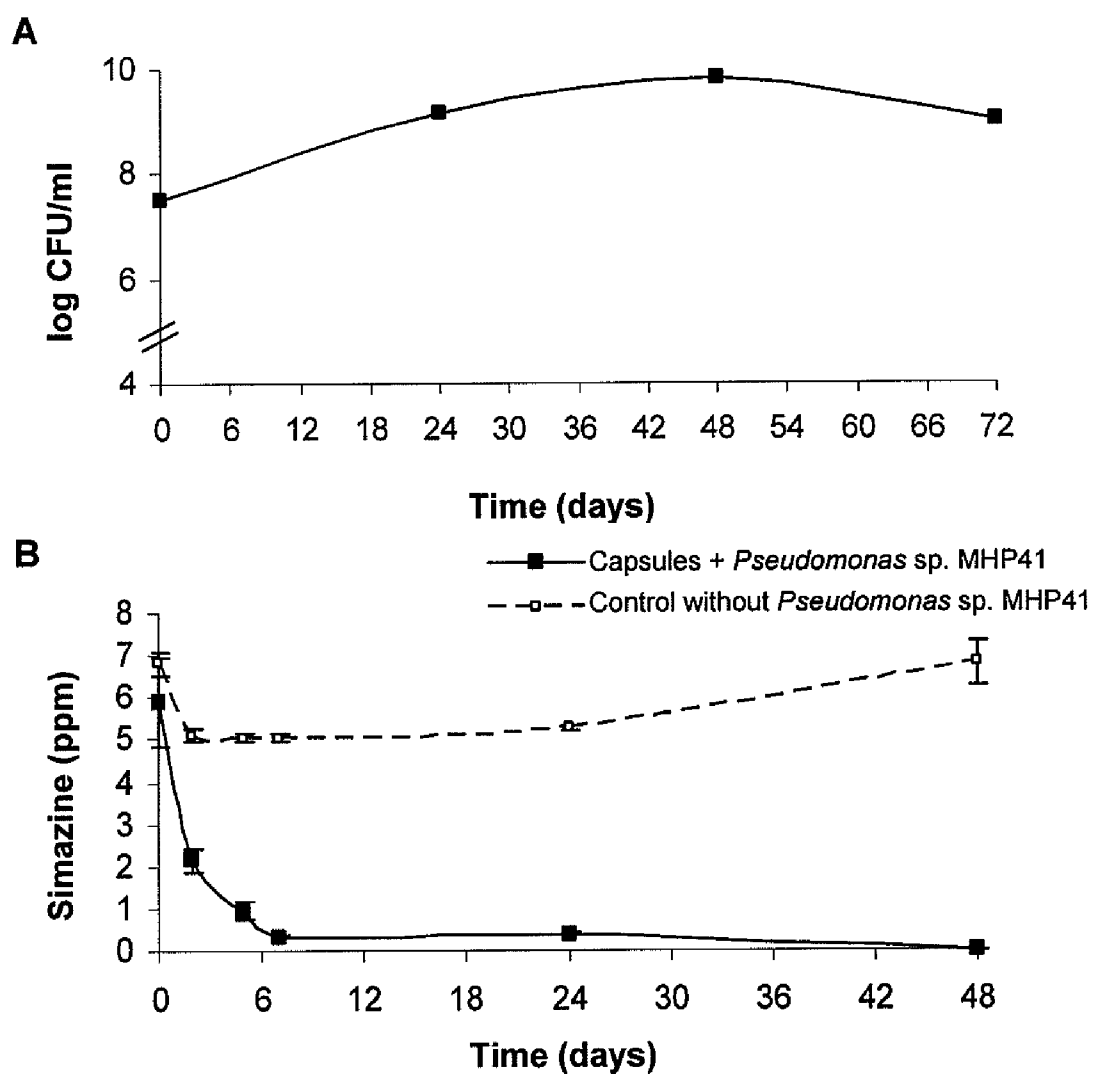 A
10
8
6
4
log CFU/ml
0 6 12 18 24 30 36 42 48 54 60 66 72
Time (days)
B
Capsules + Pseudomonas sp. MHP41
Control without Pseudomonas sp. MHP41
8
7
6
5
4
3
2
1
0
Simazine (ppm)
0 6 12 18 24 30 36 42 48
Time (days)